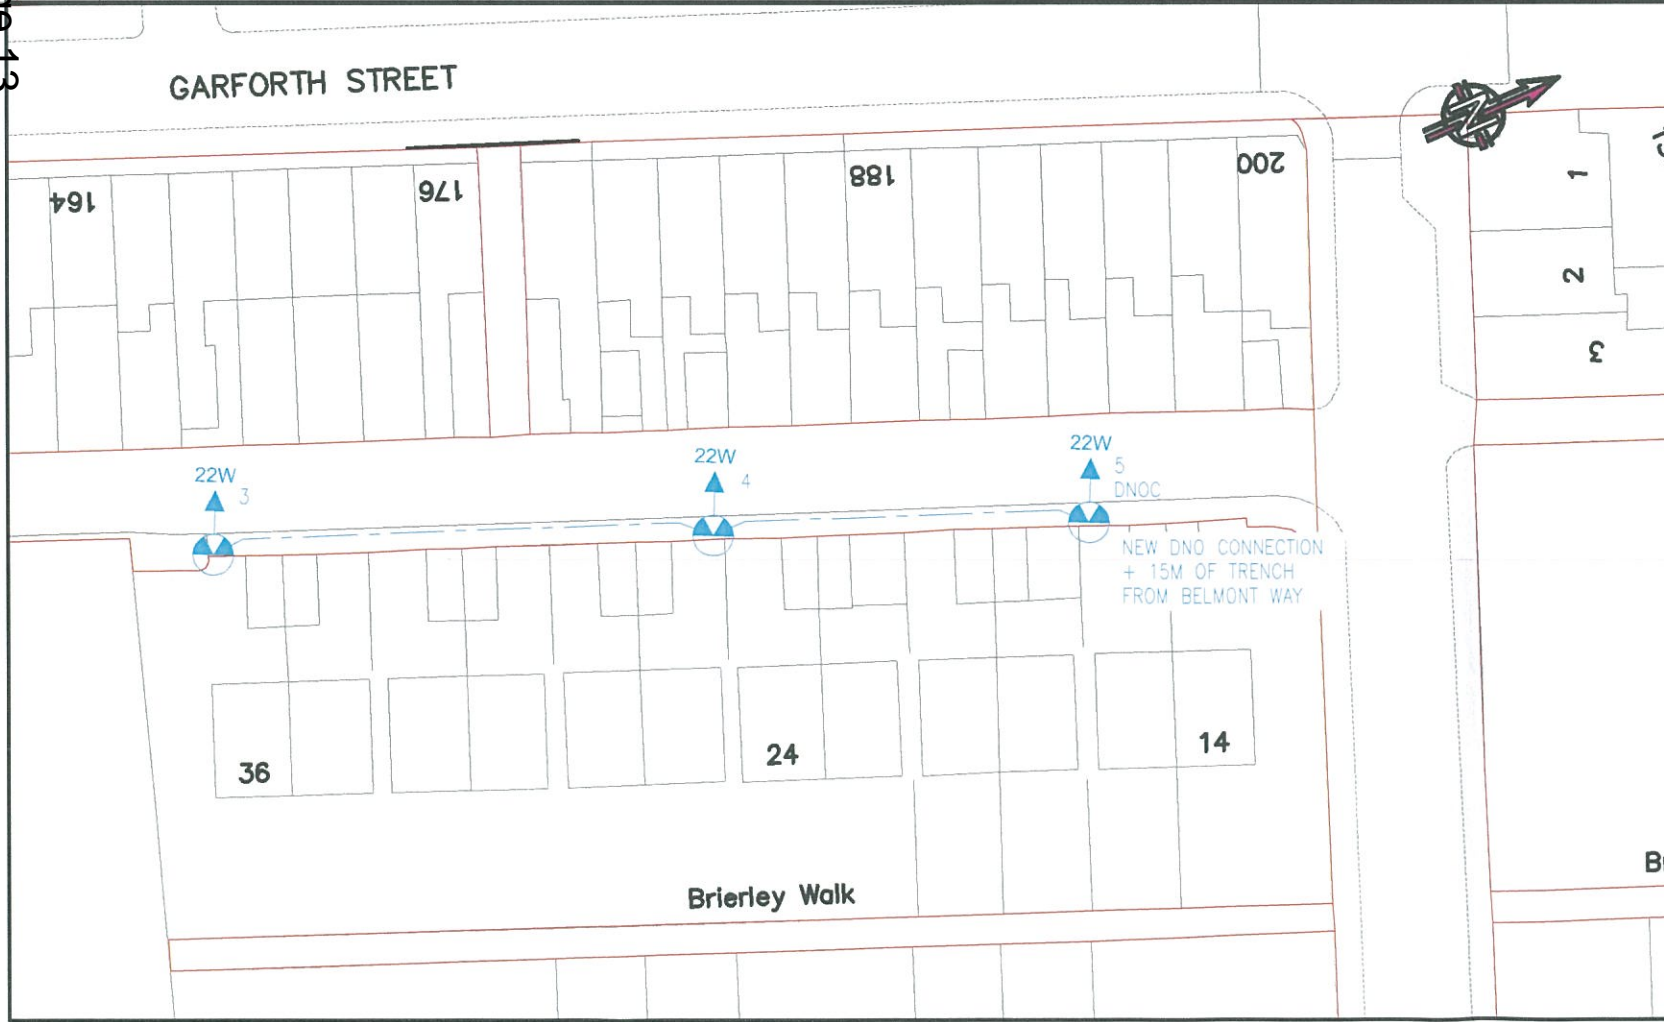 GARFORTH STREET
164
176
188
200
1
2
3
22W
3
22W
4
22W
5
DNOC
NEW DNO CONNECTION
+ 15M OF TRENCH
FROM BELMONT WAY
36
24
14
Brierley Walk
N
13